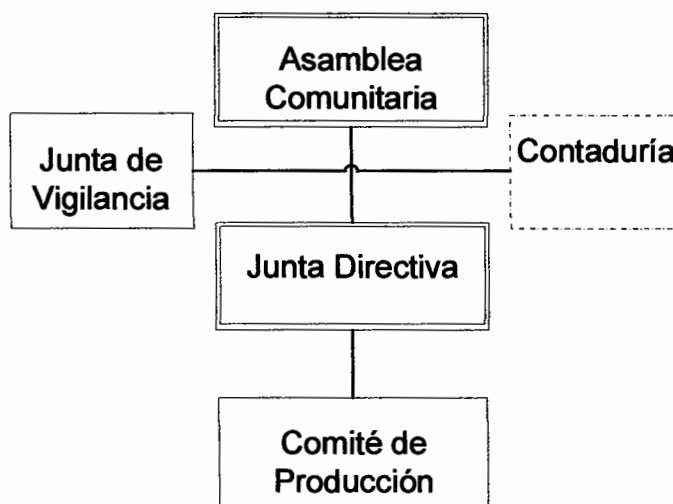 Asamblea
Comunitaria
Junta de
Vigilancia
Contaduría
Junta Directiva
Comité de
Producción